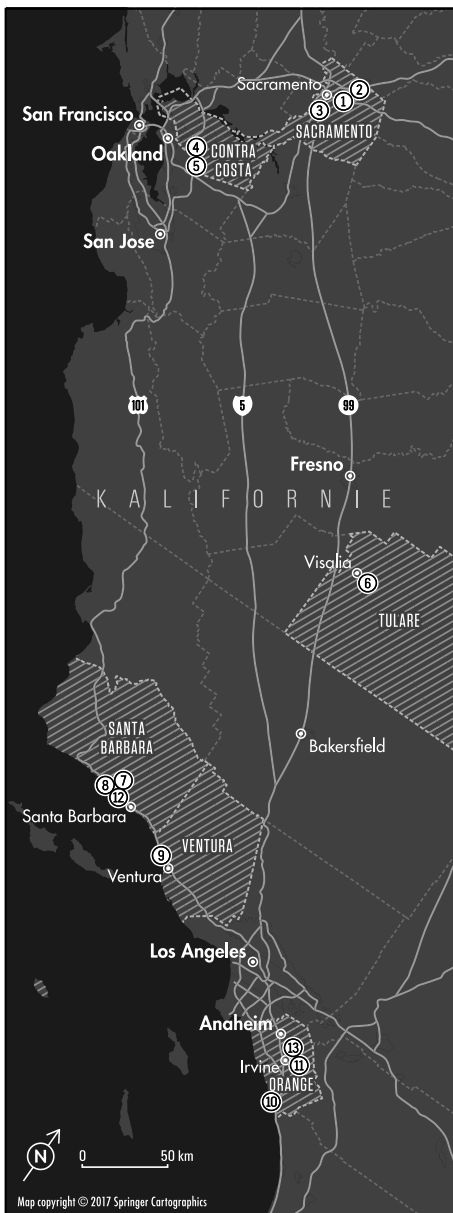 Sacramento
2
1
3
SACRAMENTO
San Francisco
Oakland
4
CONTRA
COSTA
5
San Jose
101
5
99
Fresno
KALIFORNIE
Visalia
6
TULARE
SANTA
BARBARA
Bakersfield
8
7
12
Santa Barbara
9
VENTURA
Ventura
Los Angeles
Anaheim
13
Irvine
11
ORANGE
10
N
0 50 km
Map copyright © 2017 Springer Cartographics